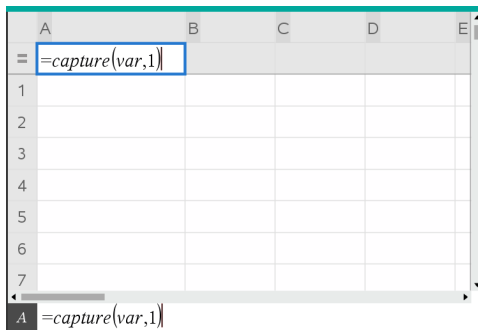 A B C D E
= =capture(var,1)
1
2
3
4
5
6
7
A =capture(var,1)